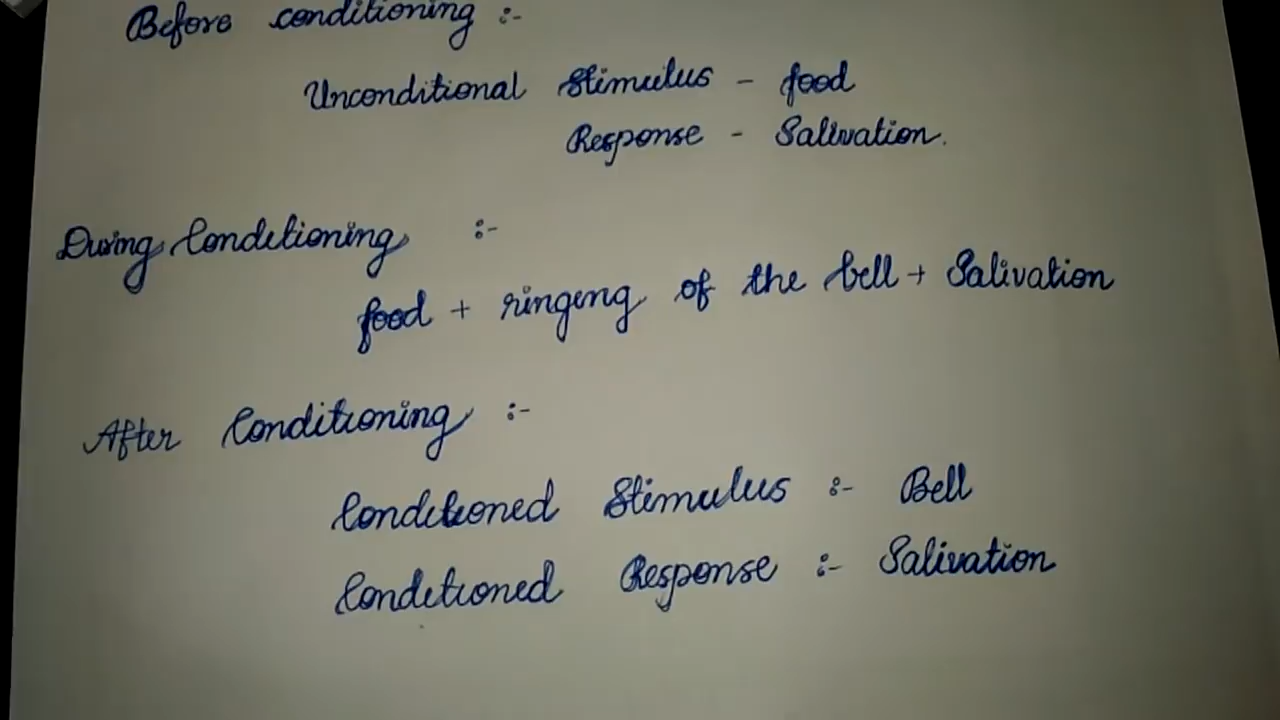 Before conditioning :-
Unconditional Stimulus - food
Response - Salivation.
During Conditioning :-
food + ringing of the bell + Salivation
After Conditioning :-
Conditioned Stimulus :- Bell
Conditioned Response :- Salivation